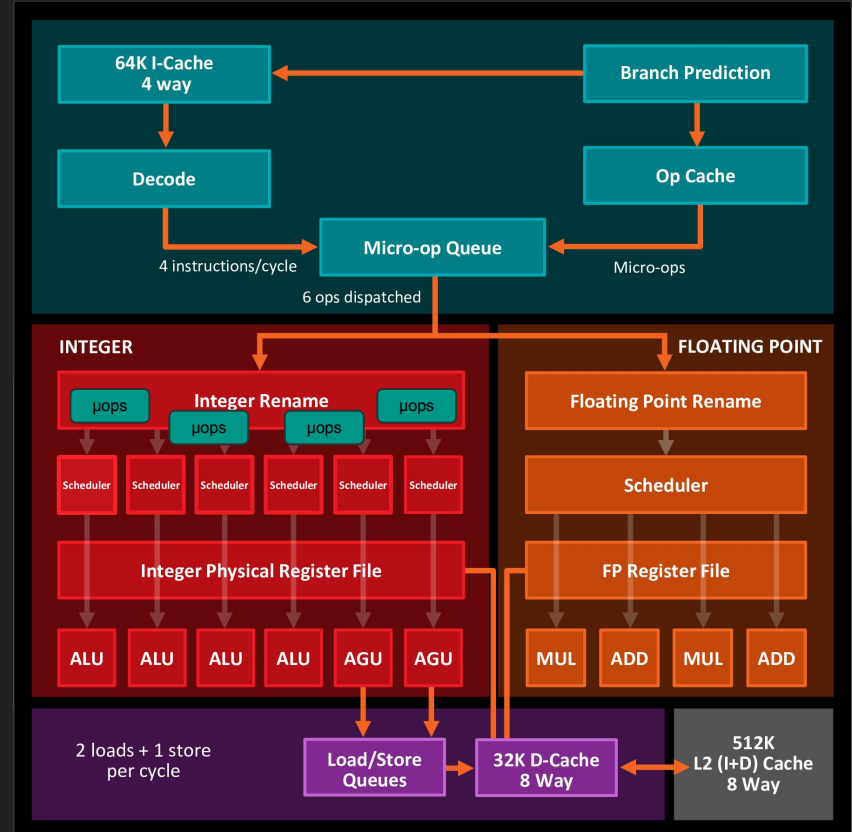 64K I-Cache
4 way
Branch Prediction
Decode
Op Cache
Micro-op Queue
4 instructions/cycle
Micro-ops
6 ops dispatched
INTEGER
FLOATING POINT
Integer Rename
μops
μops
μops
μops
Floating Point Rename
Scheduler
Scheduler
Scheduler
Scheduler
Scheduler
Scheduler
Scheduler
Integer Physical Register File
FP Register File
ALU
ALU
ALU
ALU
AGU
AGU
MUL
ADD
MUL
ADD
2 loads + 1 store
per cycle
Load/Store
Queues
32K D-Cache
8 Way
512K
L2 (I+D) Cache
8 Way